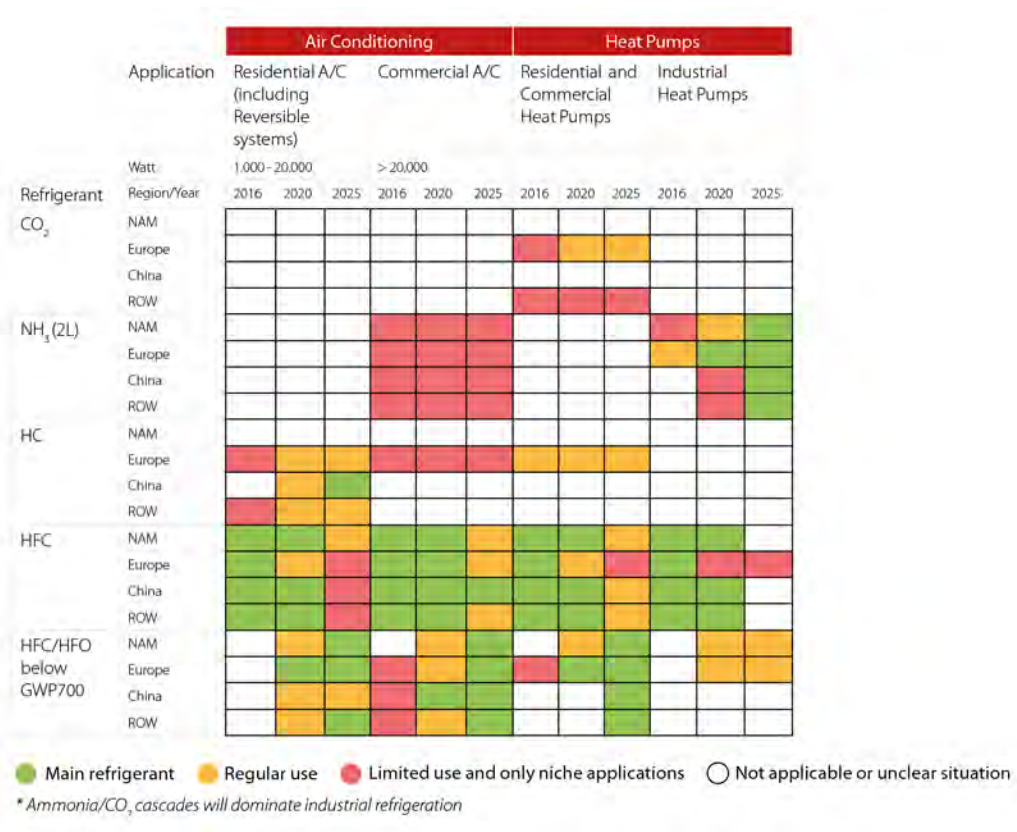 Air Conditioning Heat Pumps
Application Residential A/C Commercial A/C Residential and Industrial
(including Commercial Heat Pumps
Reversible Heat Pumps
systems)
Watt 1.000 - 20.000 > 20.000
Refrigerant Region/Year 2016 2020 2025 2016 2020 2025 2016 2020 2025 2016 2020 2025
CO₂ NAM
Europe
China
ROW
NH₃ (2L) NAM
Europe
China
ROW
HC NAM
Europe
China
ROW
HFC NAM
Europe
China
ROW
HFC/HFO NAM
below Europe
GWP700 China
ROW
Main refrigerant Regular use Limited use and only niche applications Not applicable or unclear situation
* Ammonia/CO₂ cascades will dominate industrial refrigeration